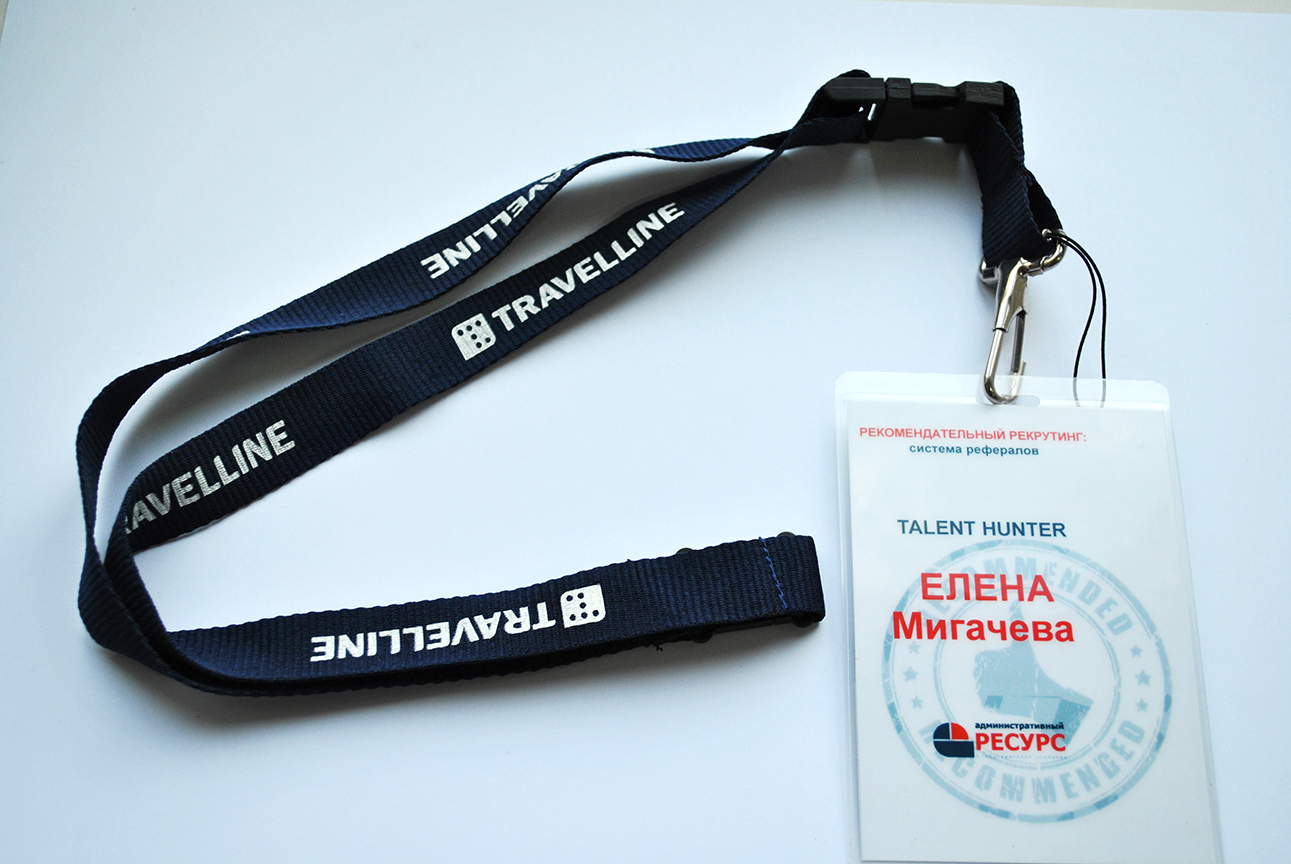 TRAVELLINE
TRAVELLINE
TRAVELLINE
TRAVELLINE
РЕКОМЕНДАТЕЛЬНЫЙ РЕКРУТИНГ:
система рефералов
TALENT HUNTER
RECOMMENDED
ЕЛЕНА
Мигачева
административный
РЕСУРС
RECOMMENDED